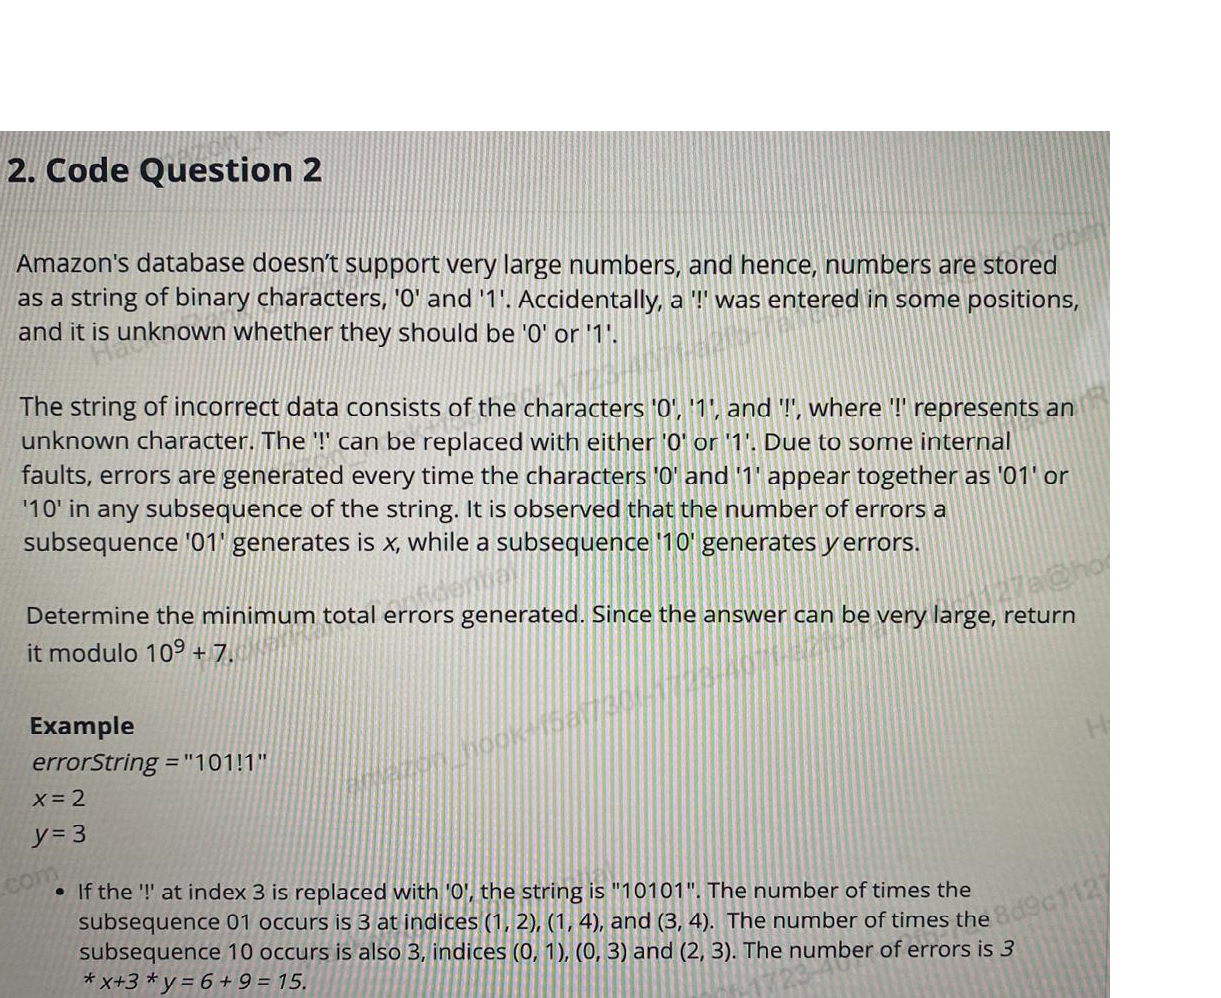 2. Code Question 2
Amazon's database doesn't support very large numbers, and hence, numbers are stored
as a string of binary characters, '0' and '1'. Accidentally, a '!' was entered in some positions,
and it is unknown whether they should be '0' or '1'.
The string of incorrect data consists of the characters '0', '1', and '!', where '!' represents an
unknown character. The '!' can be replaced with either '0' or '1'. Due to some internal
faults, errors are generated every time the characters '0' and '1' appear together as '01' or
'10' in any subsequence of the string. It is observed that the number of errors a
subsequence '01' generates is x, while a subsequence '10' generates y errors.
Determine the minimum total errors generated. Since the answer can be very large, return
it modulo 10⁹ + 7.
Example
errorString = "101!1"
x = 2
y = 3
• If the '!' at index 3 is replaced with '0', the string is "10101". The number of times the
subsequence 01 occurs is 3 at indices (1, 2), (1, 4), and (3, 4). The number of times the
subsequence 10 occurs is also 3, indices (0, 1), (0, 3) and (2, 3). The number of errors is 3
* x+3 * y = 6 + 9 = 15.